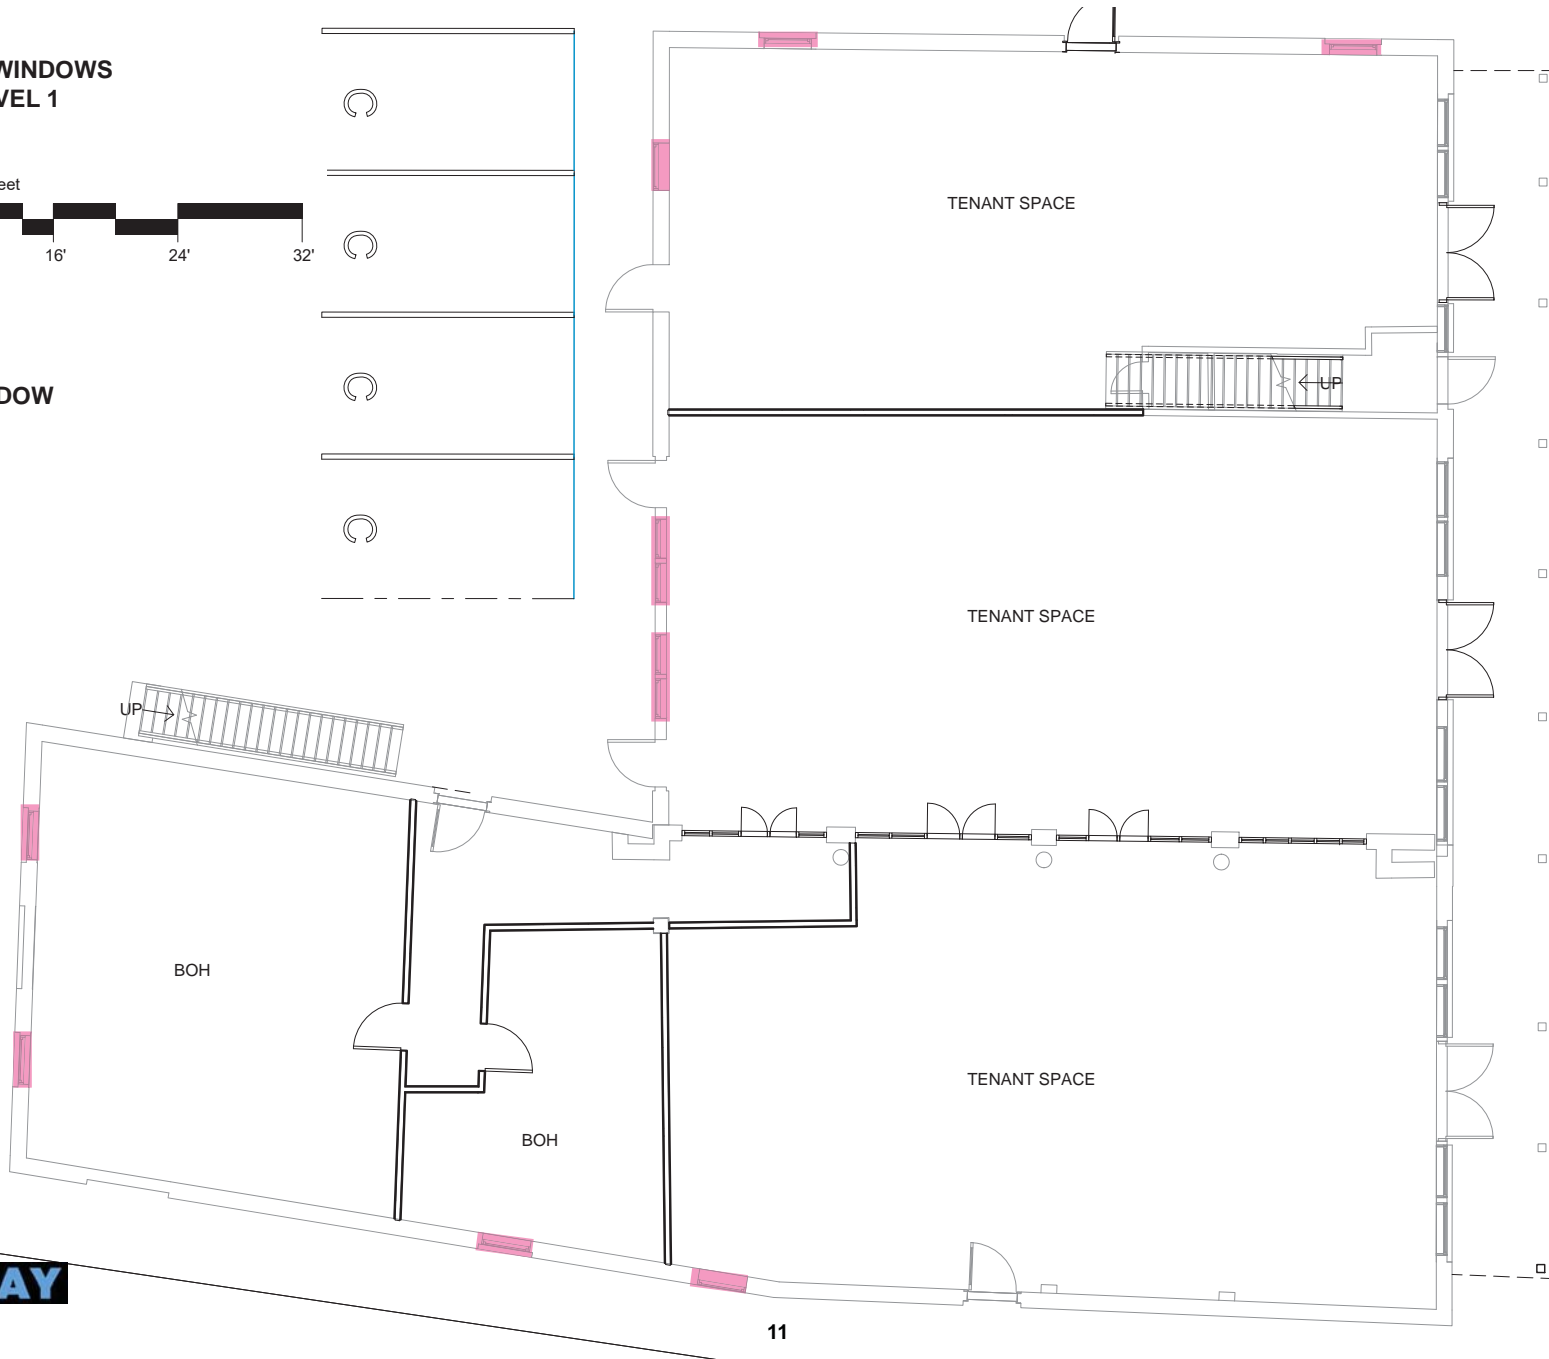 WINDOWS
VEL 1
eet
16' 24' 32'
C
C
C
C
DOW
TENANT SPACE
UP
TENANT SPACE
UP
BOH
TENANT SPACE
BOH
AY
11